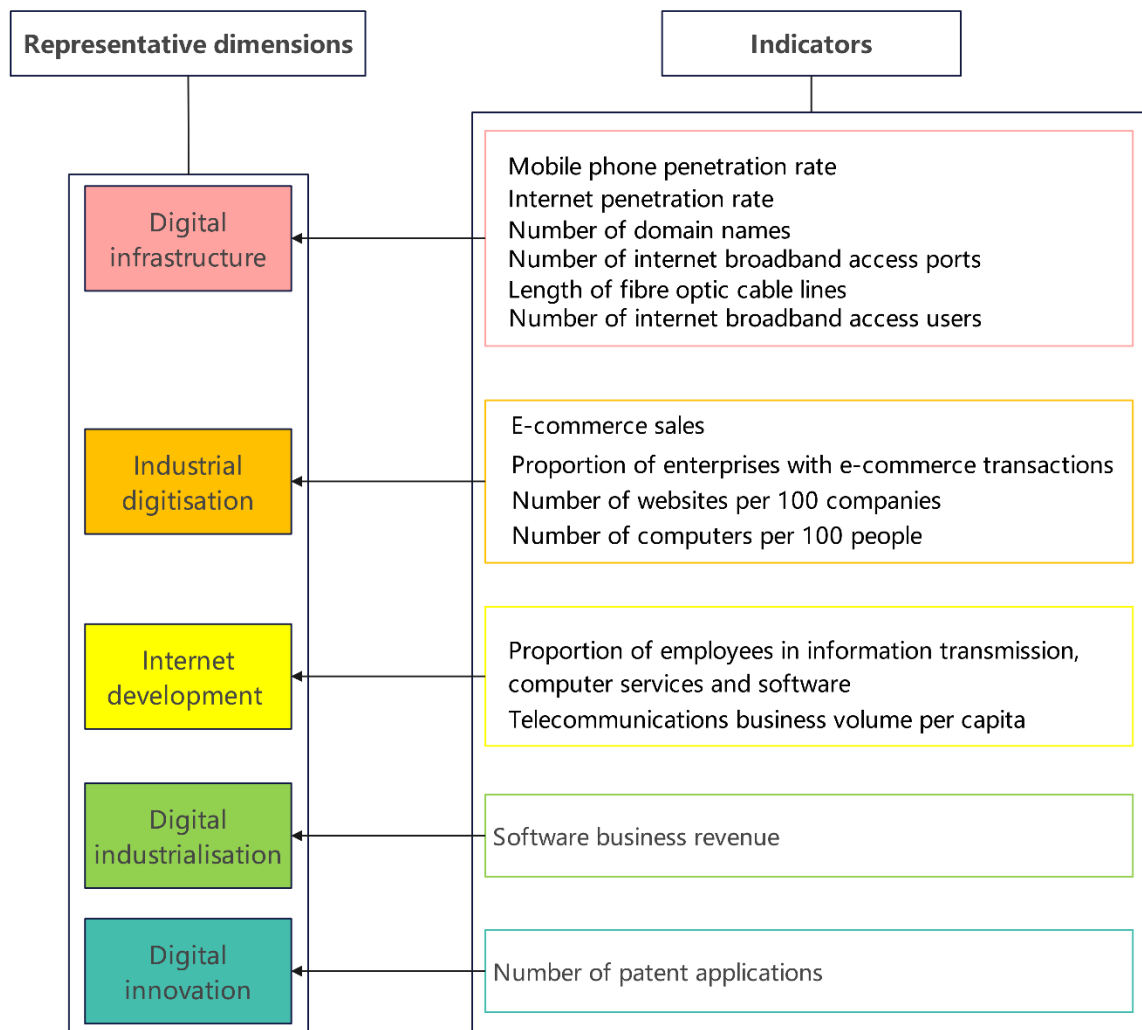 Representative dimensions
Indicators
Digital
infrastructure
Mobile phone penetration rate
Internet penetration rate
Number of domain names
Number of internet broadband access ports
Length of fibre optic cable lines
Number of internet broadband access users
Industrial
digitisation
E-commerce sales
Proportion of enterprises with e-commerce transactions
Number of websites per 100 companies
Number of computers per 100 people
Internet
development
Proportion of employees in information transmission,
computer services and software
Telecommunications business volume per capita
Digital
industrialisation
Software business revenue
Digital
innovation
Number of patent applications